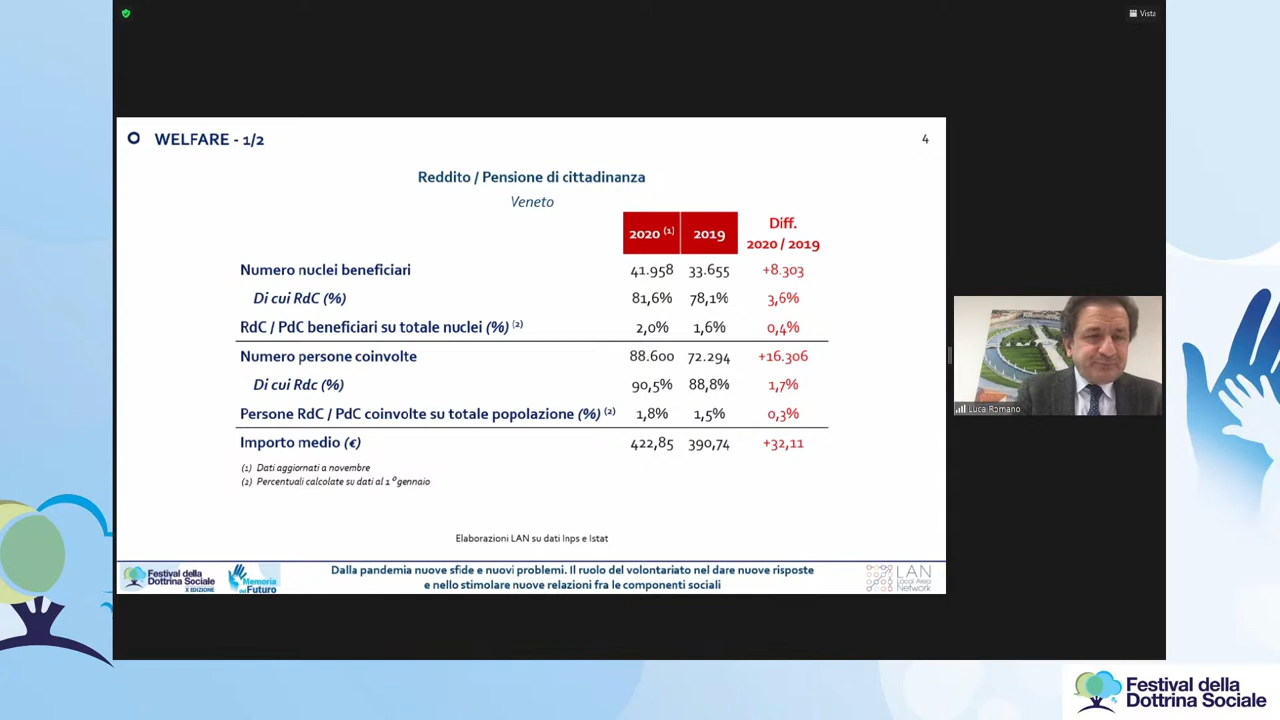 Vista
WELFARE - 1/2
4
Reddito / Pensione di cittadinanza
Veneto
2020 (1) 2019 Diff. 2020 / 2019
Numero nuclei beneficiari 41.958 33.655 +8.303
Di cui RdC (%) 81,6% 78,1% 3,6%
RdC / PdC beneficiari su totale nuclei (%) (2) 2,0% 1,6% 0,4%
Numero persone coinvolte 88.600 72.294 +16.306
Di cui Rdc (%) 90,5% 88,8% 1,7%
Persone RdC / PdC coinvolte su totale popolazione (%) (2) 1,8% 1,5% 0,3%
Importo medio (€) 422,85 390,74 +32,11
(1) Dati aggiornati a novembre
(2) Percentuali calcolate su dati al 1° gennaio
Elaborazioni LAN su dati Inps e Istat
Festival della
Dottrina Sociale
X EDIZIONE
Memoria
del Futuro
Dalla pandemia nuove sfide e nuovi problemi. Il ruolo del volontariato nel dare nuove risposte
e nello stimolare nuove relazioni fra le componenti sociali
LAN
Local Area
Network
Luca Romano
Festival della
Dottrina Sociale